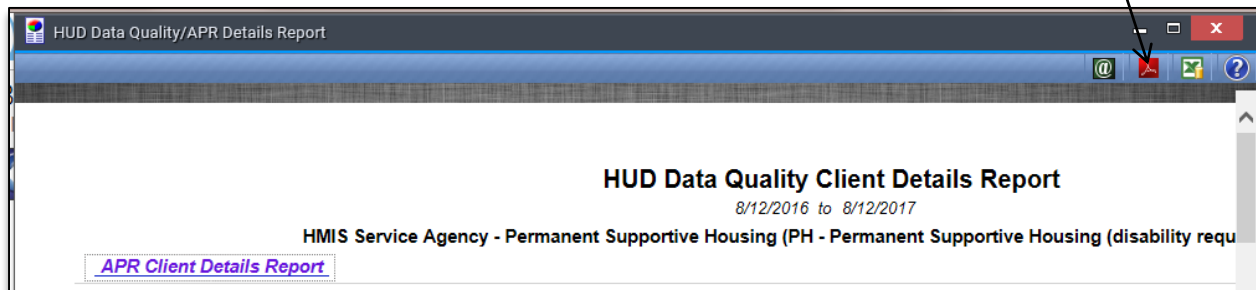 HUD Data Quality/APR Details Report
HUD Data Quality Client Details Report
8/12/2016 to 8/12/2017
HMIS Service Agency - Permanent Supportive Housing (PH - Permanent Supportive Housing (disability requ
APR Client Details Report